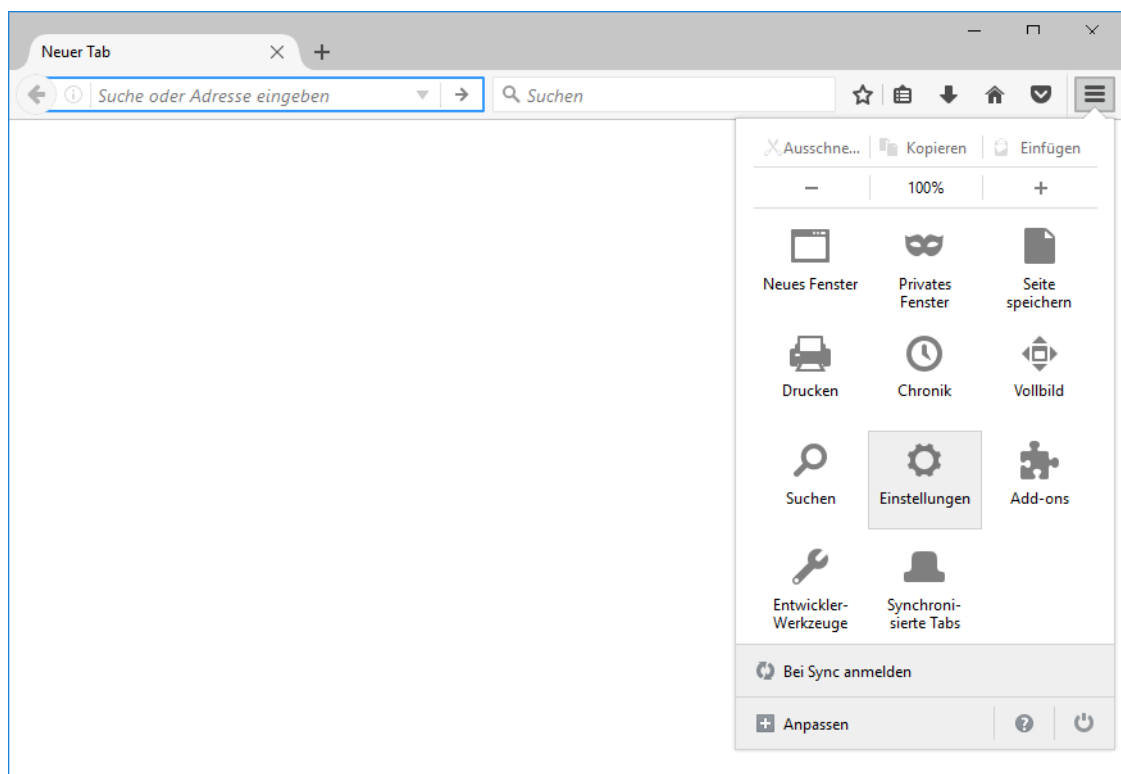 Neuer Tab
Suche oder Adresse eingeben
Suchen
Ausschne...
Kopieren
Einfügen
100%
Neues Fenster
Privates
Fenster
Seite
speichern
Drucken
Chronik
Vollbild
Suchen
Einstellungen
Add-ons
Entwickler-
Werkzeuge
Synchroni-
sierte Tabs
Bei Sync anmelden
Anpassen